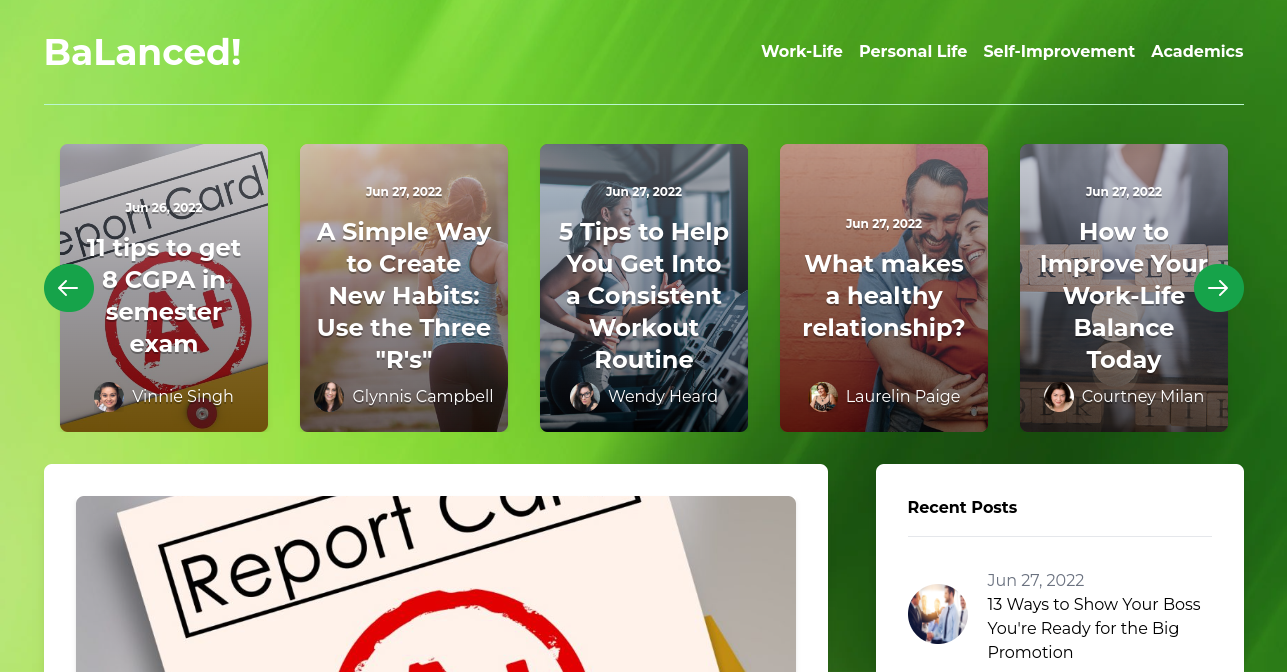 BaLanced!
Work-Life
Personal Life
Self-Improvement
Academics
Jun 26, 2022
11 tips to get
8 CGPA in
semester
exam
Vinnie Singh
Jun 27, 2022
A Simple Way
to Create
New Habits:
Use the Three
"R's"
Glynnis Campbell
Jun 27, 2022
5 Tips to Help
You Get Into
a Consistent
Workout
Routine
Wendy Heard
Jun 27, 2022
What makes
a healthy
relationship?
Laurelin Paige
Jun 27, 2022
How to
Improve Your
Work-Life
Balance
Today
Courtney Milan
Report Card
A+
Recent Posts
Jun 27, 2022
13 Ways to Show Your Boss
You're Ready for the Big
Promotion